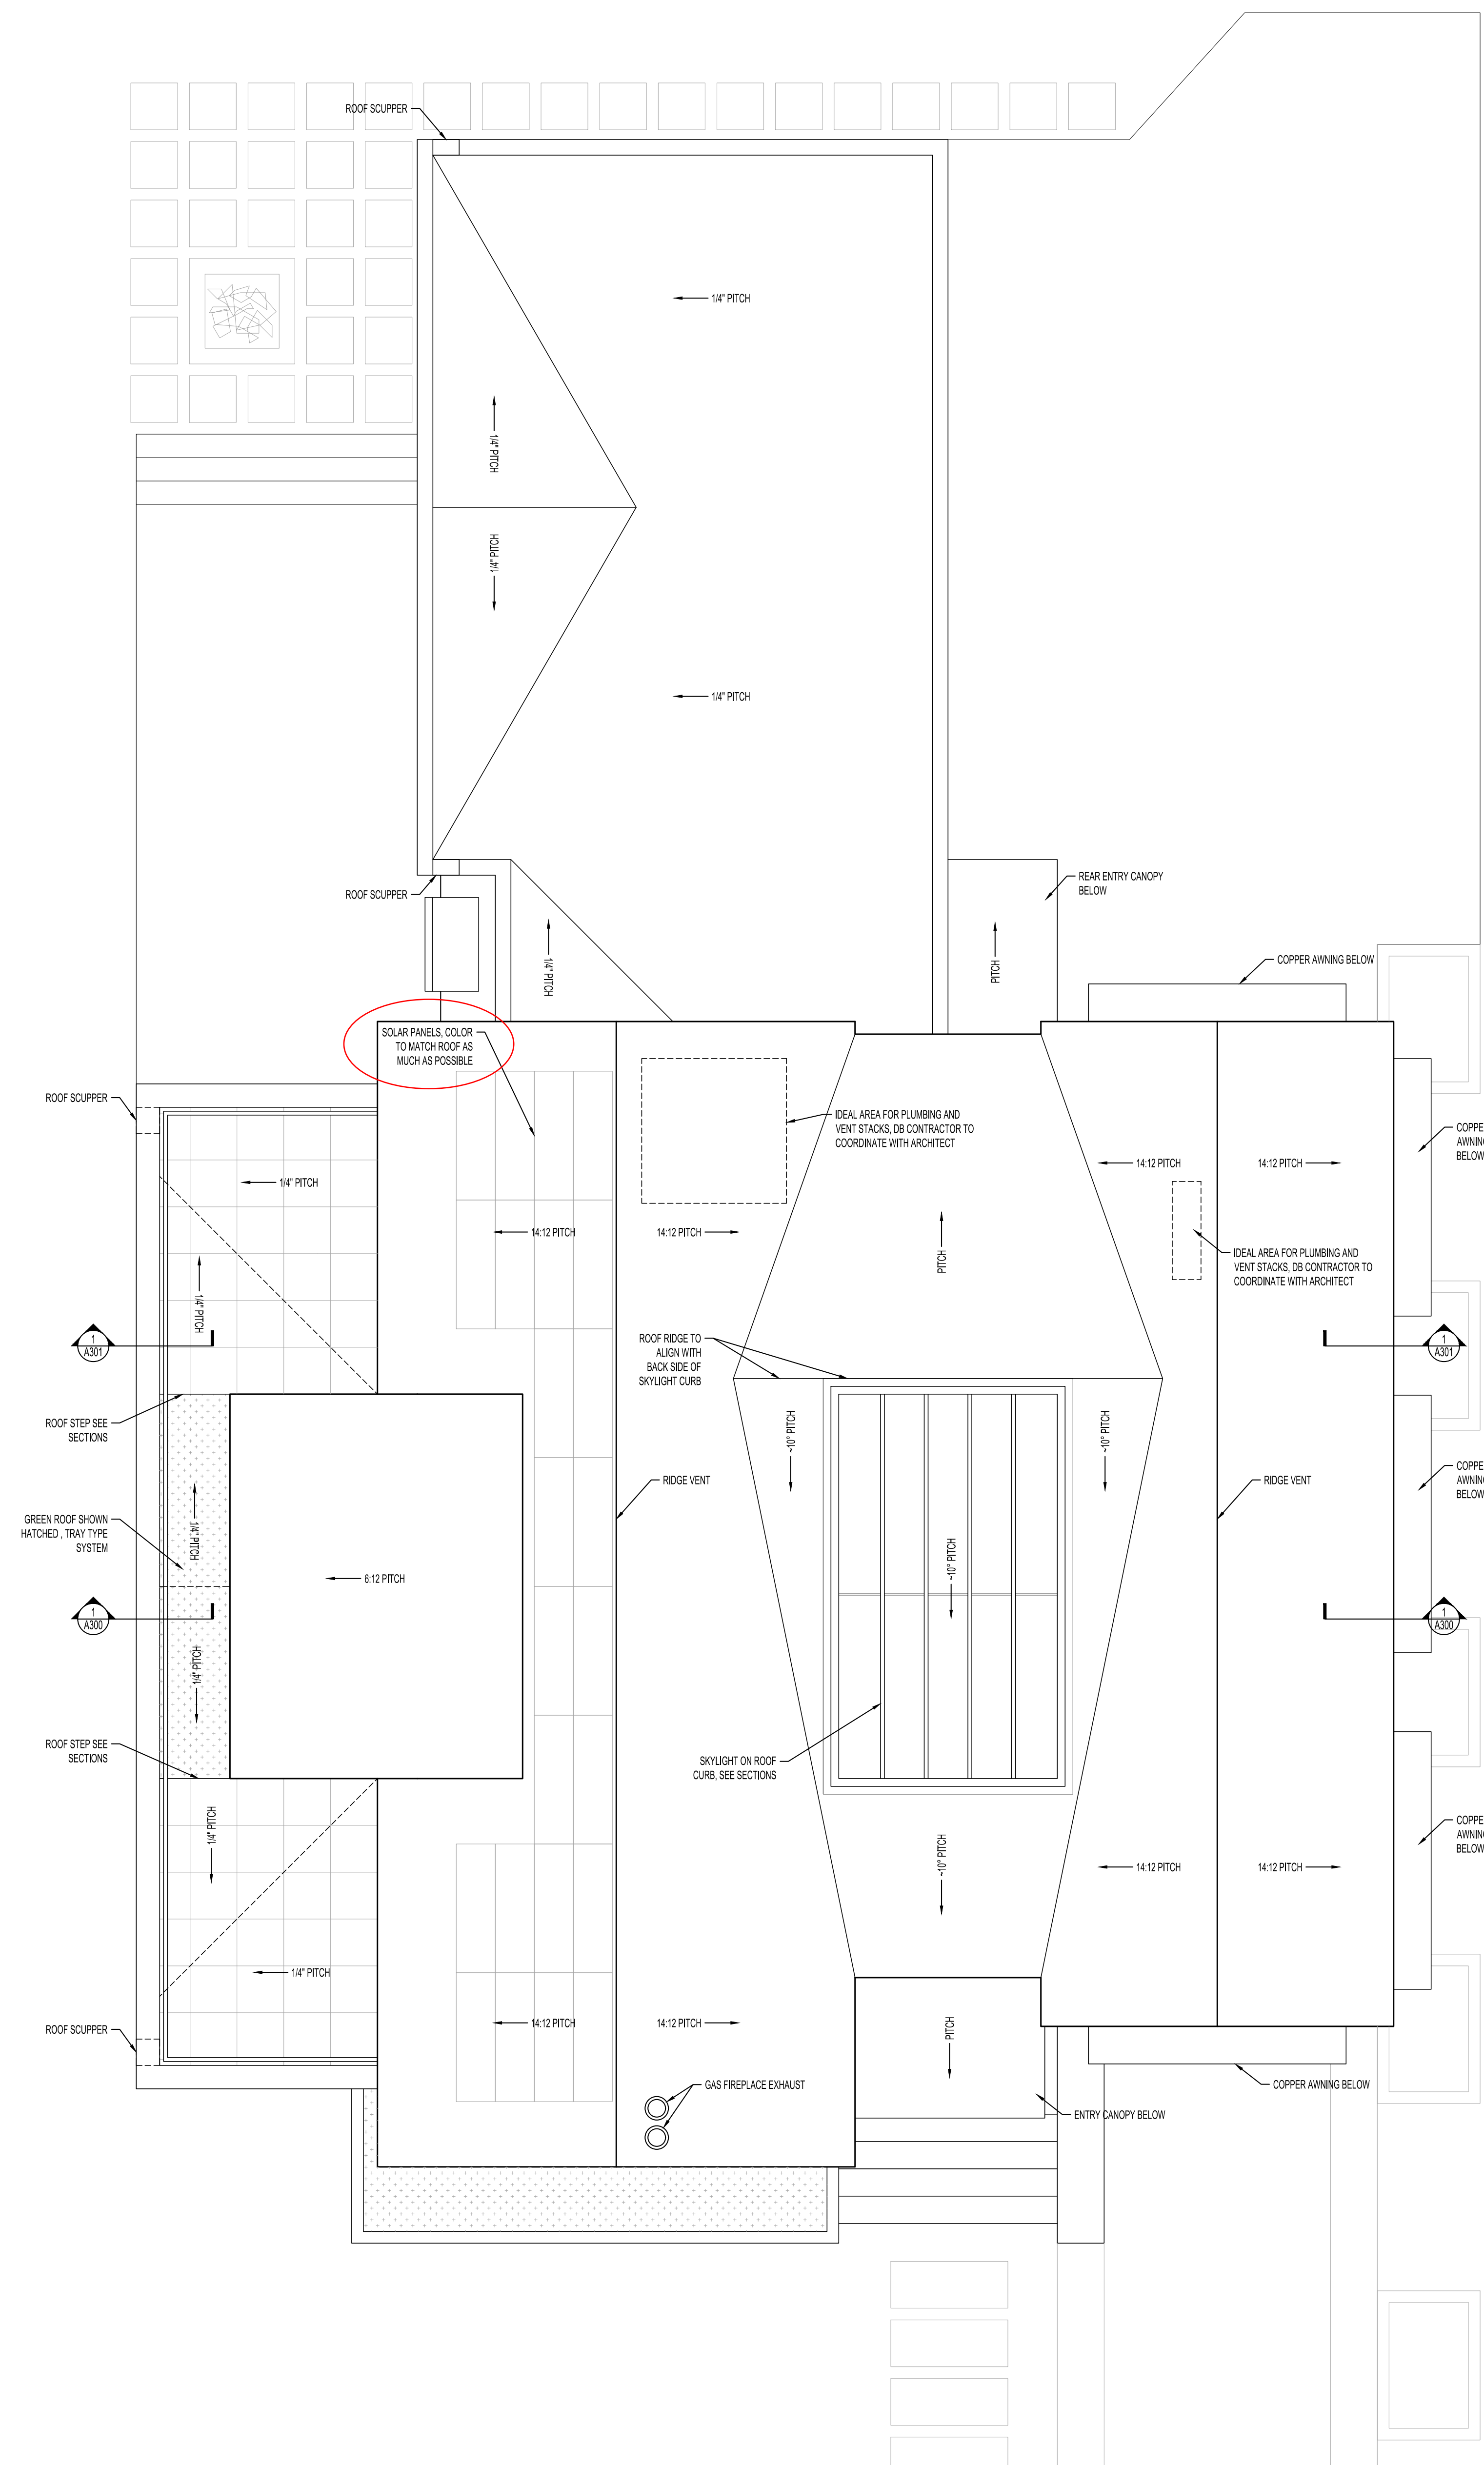 ROOF SCUPPER
1/4" PITCH
1/4" PITCH
1/4" PITCH
1/4" PITCH
REAR ENTRY CANOPY
BELOW
ROOF SCUPPER
COPPER AWNING BELOW
1/4" PITCH
PITCH
SOLAR PANELS, COLOR
TO MATCH ROOF AS
MUCH AS POSSIBLE
ROOF SCUPPER
IDEAL AREA FOR PLUMBING AND
VENT STACKS, DB CONTRACTOR TO
COORDINATE WITH ARCHITECT
COPPE
AWNING
BELOW
14:12 PITCH
14:12 PITCH
1/4" PITCH
14:12 PITCH
14:12 PITCH
PITCH
IDEAL AREA FOR PLUMBING AND
VENT STACKS, DB CONTRACTOR TO
COORDINATE WITH ARCHITECT
1/4" PITCH
1
A301
ROOF RIDGE TO
ALIGN WITH
BACK SIDE OF
SKYLIGHT CURB
1
A301
ROOF STEP SEE
SECTIONS
~10° PITCH
~10° PITCH
COPPE
AWNING
BELOW
RIDGE VENT
RIDGE VENT
GREEN ROOF SHOWN
HATCHED , TRAY TYPE
SYSTEM
1/4" PITCH
~10° PITCH
6:12 PITCH
1
A300
1
A300
1/4" PITCH
ROOF STEP SEE
SECTIONS
SKYLIGHT ON ROOF
CURB, SEE SECTIONS
1/4" PITCH
~10° PITCH
COPPE
AWNING
BELOW
14:12 PITCH
14:12 PITCH
1/4" PITCH
ROOF SCUPPER
14:12 PITCH
14:12 PITCH
PITCH
GAS FIREPLACE EXHAUST
COPPER AWNING BELOW
ENTRY CANOPY BELOW